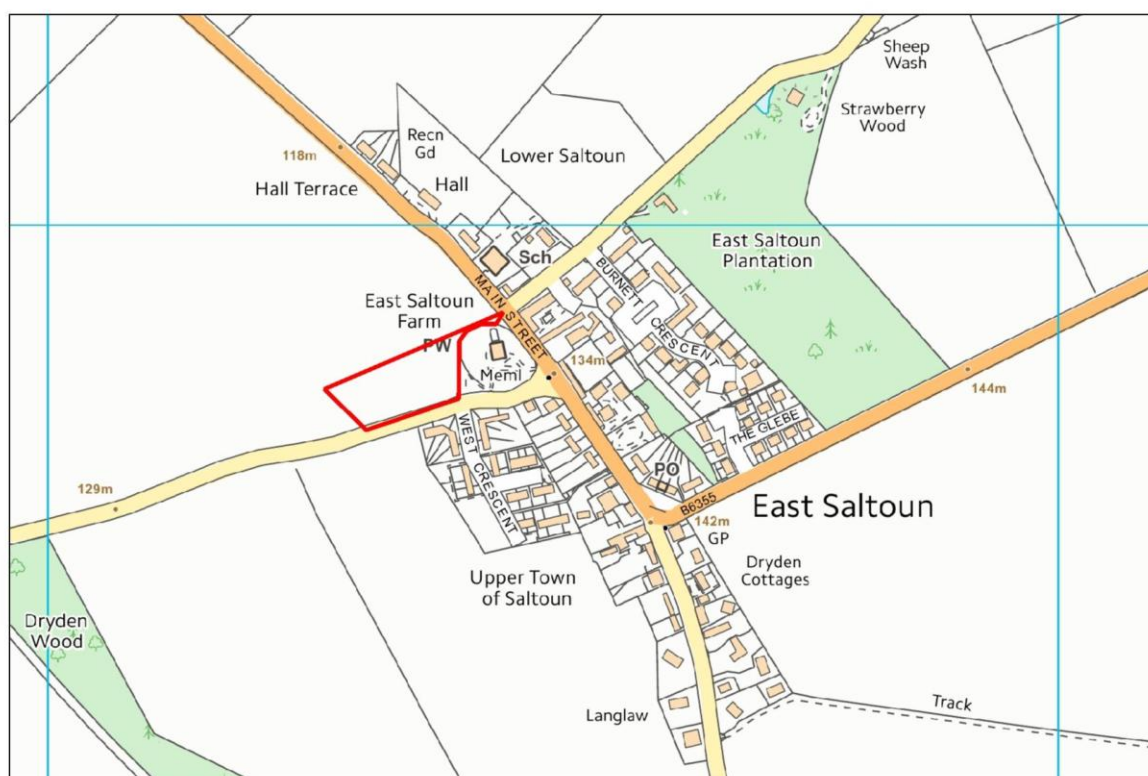 Sheep
Wash
Strawberry
Wood
Recn
Gd
118m
Lower Saltoun
Hall Terrace
Hall
Sch
East Saltoun
Plantation
BURNETT
CRESCENT
East Saltoun
Farm
MAIN STREET
PW
134m
Meml
144m
THE GLEBE
WEST CRESCENT
PO
129m
B6355
East Saltoun
142m
GP
Dryden
Cottages
Upper Town
of Saltoun
Dryden
Wood
Langlaw
Track